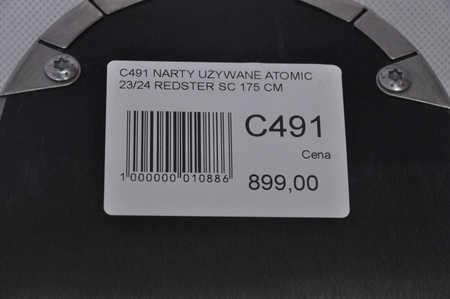 C491 NARTY UŻYWANE ATOMIC
23/24 REDSTER SC 175 CM
C491
Cena
1 000000 010886
899,00